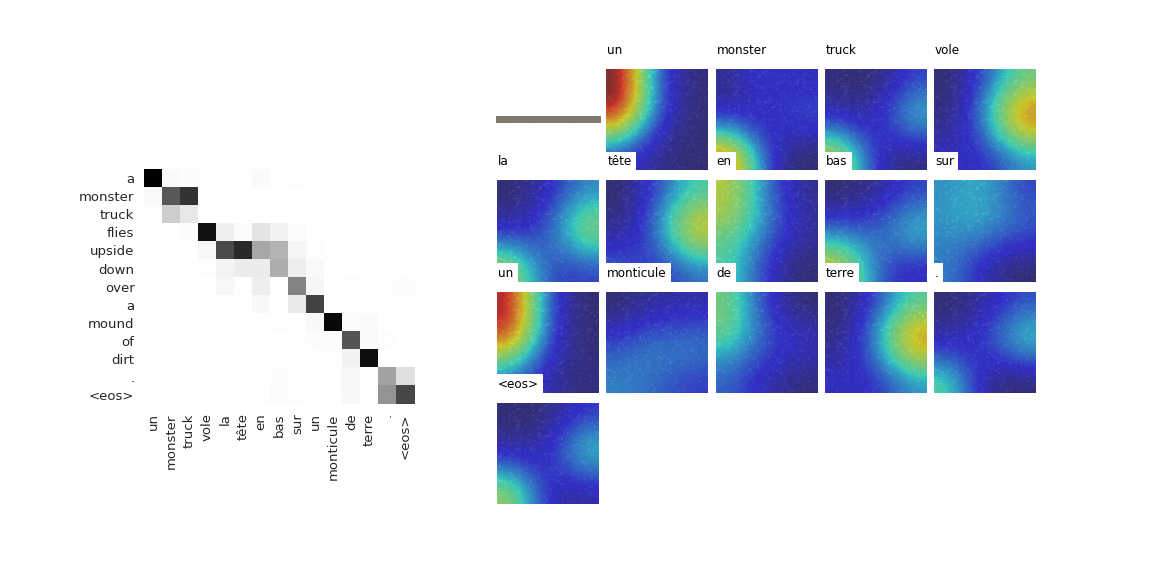 un monster truck vole
la tête en bas sur
un monticule de terre .
<eos>
a
monster
truck
flies
upside
down
over
a
mound
of
dirt
.
<eos>
un monster truck vole la tête en bas sur un monticule de terre . <eos>